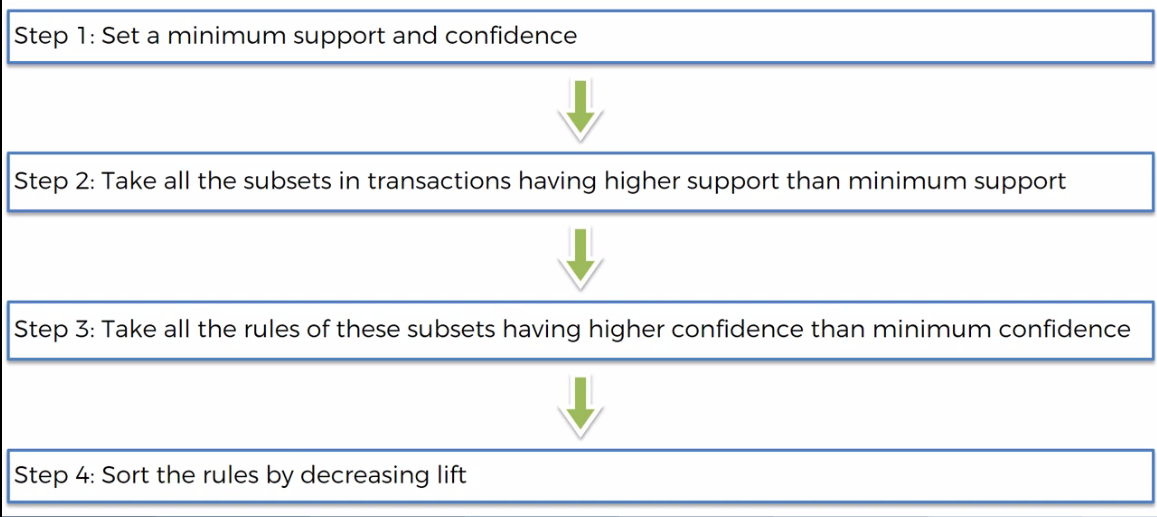 Step 1: Set a minimum support and confidence
Step 2: Take all the subsets in transactions having higher support than minimum support
Step 3: Take all the rules of these subsets having higher confidence than minimum confidence
Step 4: Sort the rules by decreasing lift